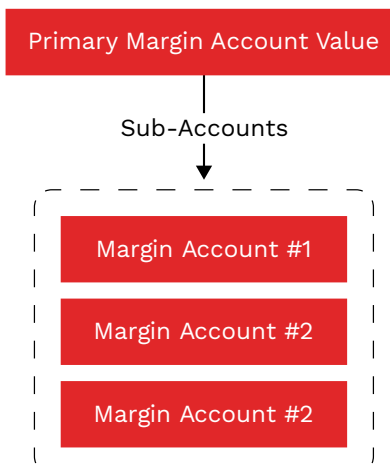 Primary Margin Account Value
Sub-Accounts
Margin Account #1
Margin Account #2
Margin Account #2